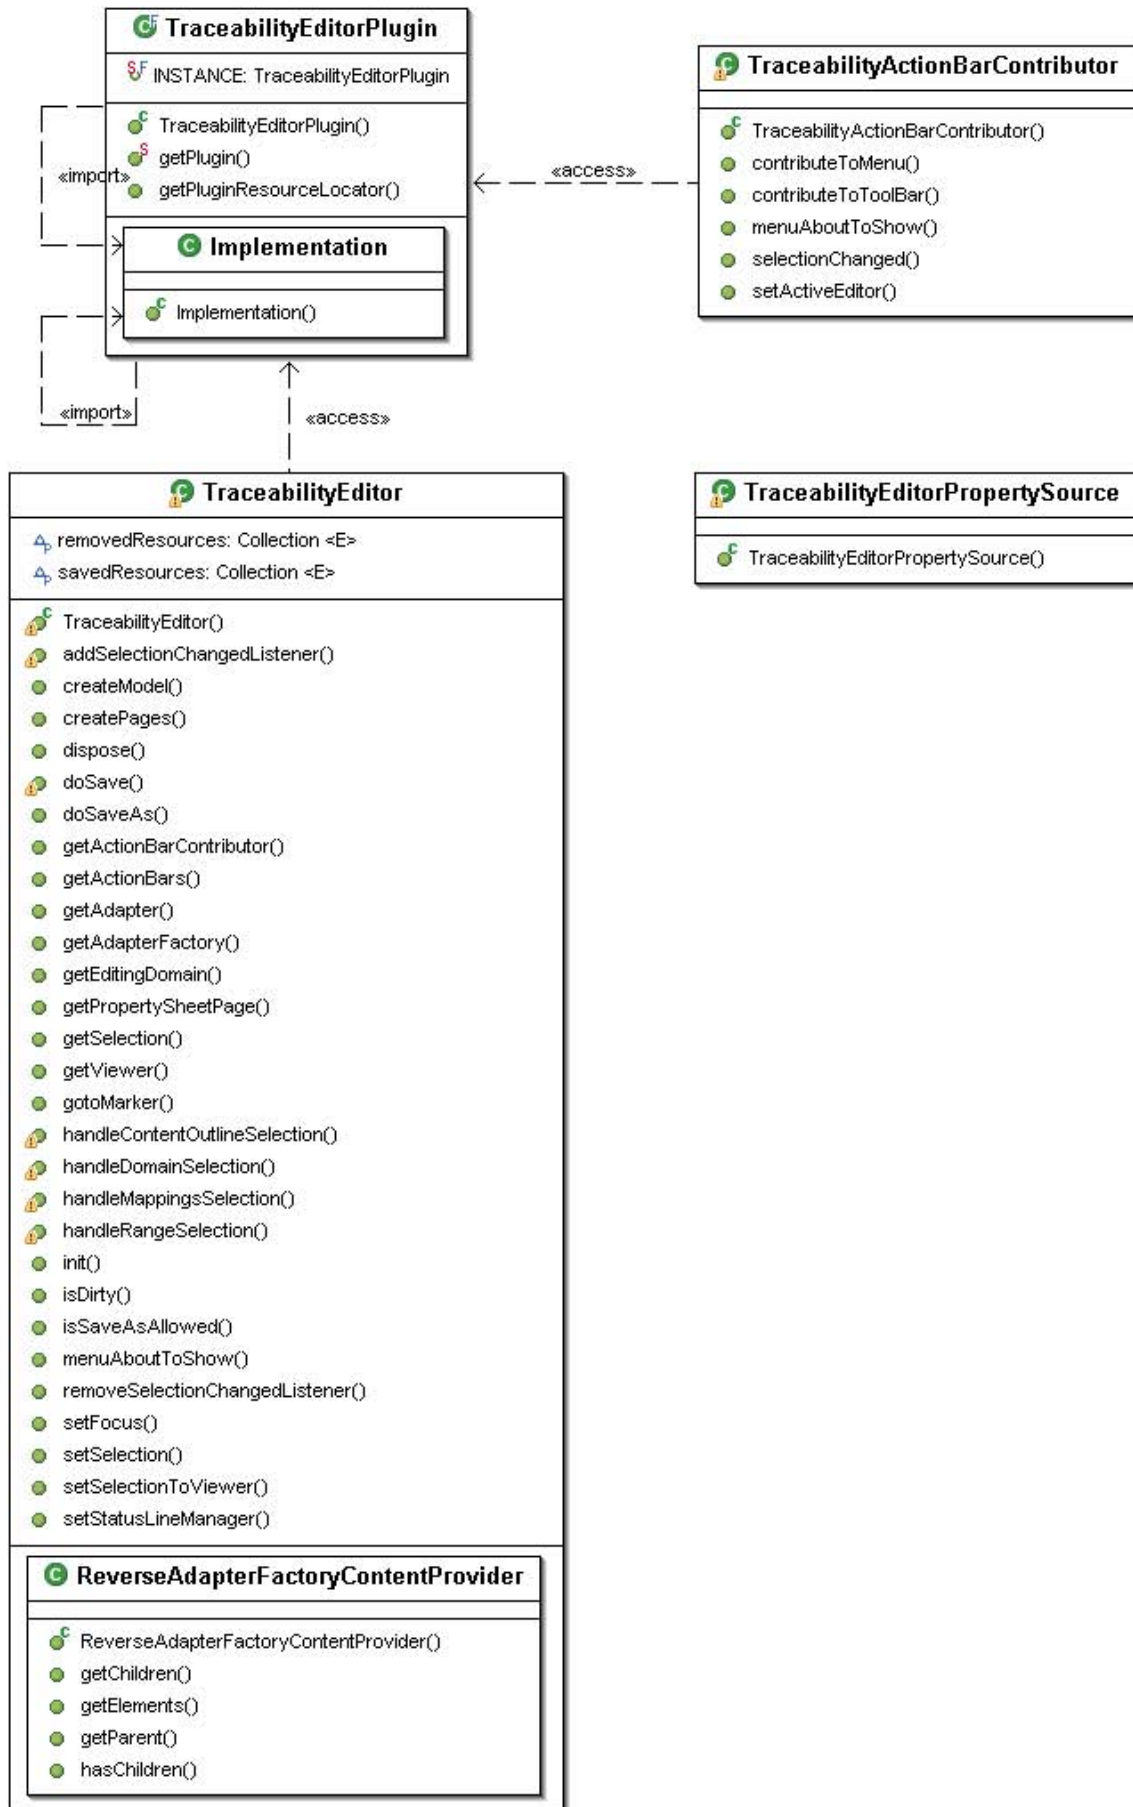 TraceabilityEditorPlugin
INSTANCE: TraceabilityEditorPlugin
TraceabilityEditorPlugin()
getPlugin()
getPluginResourceLocator()
«import»
Implementation
Implementation()
«import»
«access»
TraceabilityActionBarContributor
TraceabilityActionBarContributor()
contributeToMenu()
contributeToToolBar()
menuAboutToShow()
selectionChanged()
setActiveEditor()
«access»
TraceabilityEditor
removedResources: Collection <E>
savedResources: Collection <E>
TraceabilityEditor()
addSelectionChangedListener()
createModel()
createPages()
dispose()
doSave()
doSaveAs()
getActionBarContributor()
getActionBars()
getAdapter()
getAdapterFactory()
getEditingDomain()
getPropertySheetPage()
getSelection()
getViewer()
gotoMarker()
handleContentOutlineSelection()
handleDomainSelection()
handleMappingsSelection()
handleRangeSelection()
init()
isDirty()
isSaveAsAllowed()
menuAboutToShow()
removeSelectionChangedListener()
setFocus()
setSelection()
setSelectionToViewer()
setStatusLineManager()
ReverseAdapterFactoryContentProvider
ReverseAdapterFactoryContentProvider()
getChildren()
getElements()
getParent()
hasChildren()
TraceabilityEditorPropertySource
TraceabilityEditorPropertySource()